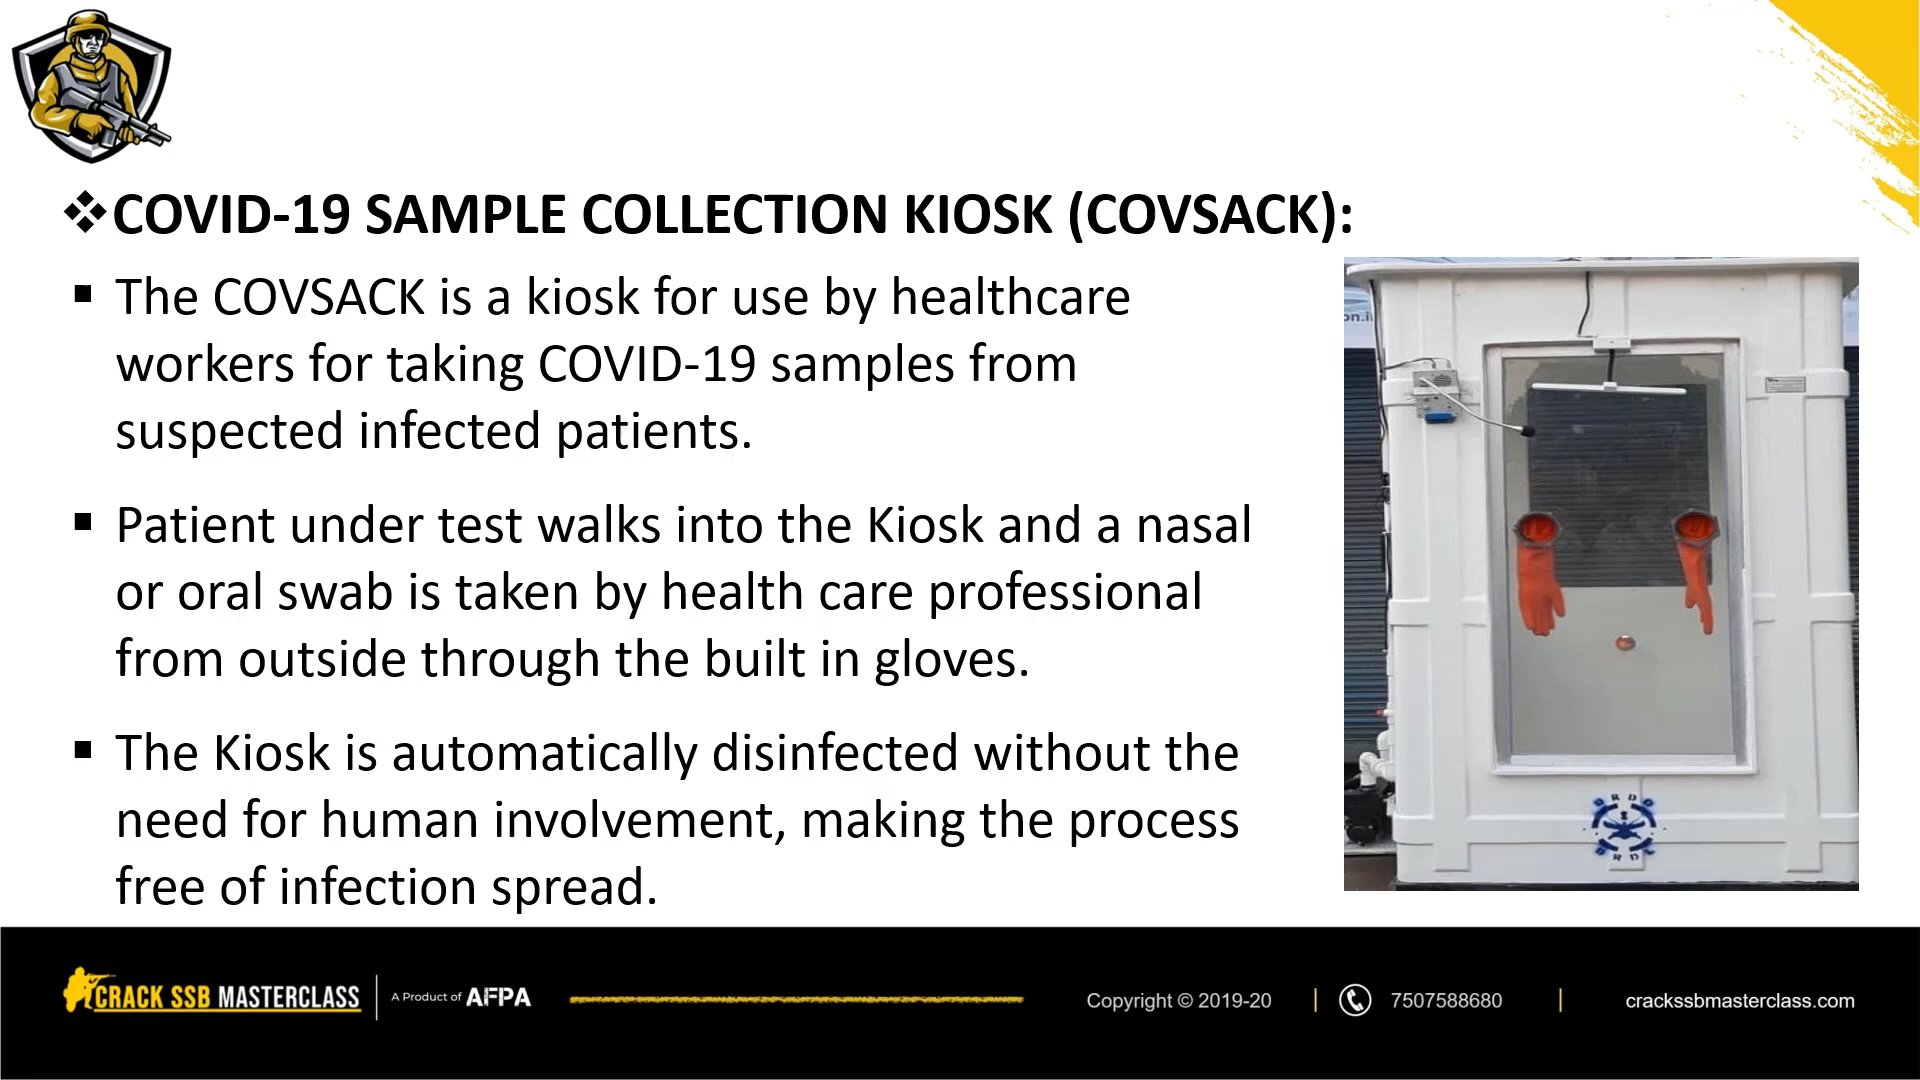 ❖COVID-19 SAMPLE COLLECTION KIOSK (COVSACK):
▪ The COVSACK is a kiosk for use by healthcare
workers for taking COVID-19 samples from
suspected infected patients.
▪ Patient under test walks into the Kiosk and a nasal
or oral swab is taken by health care professional
from outside through the built in gloves.
▪ The Kiosk is automatically disinfected without the
need for human involvement, making the process
free of infection spread.
DRDO
DRDL
CRACK SSB MASTERCLASS
A Product of AFPA
Copyright © 2019-20
7507588680
crackssbmasterclass.com